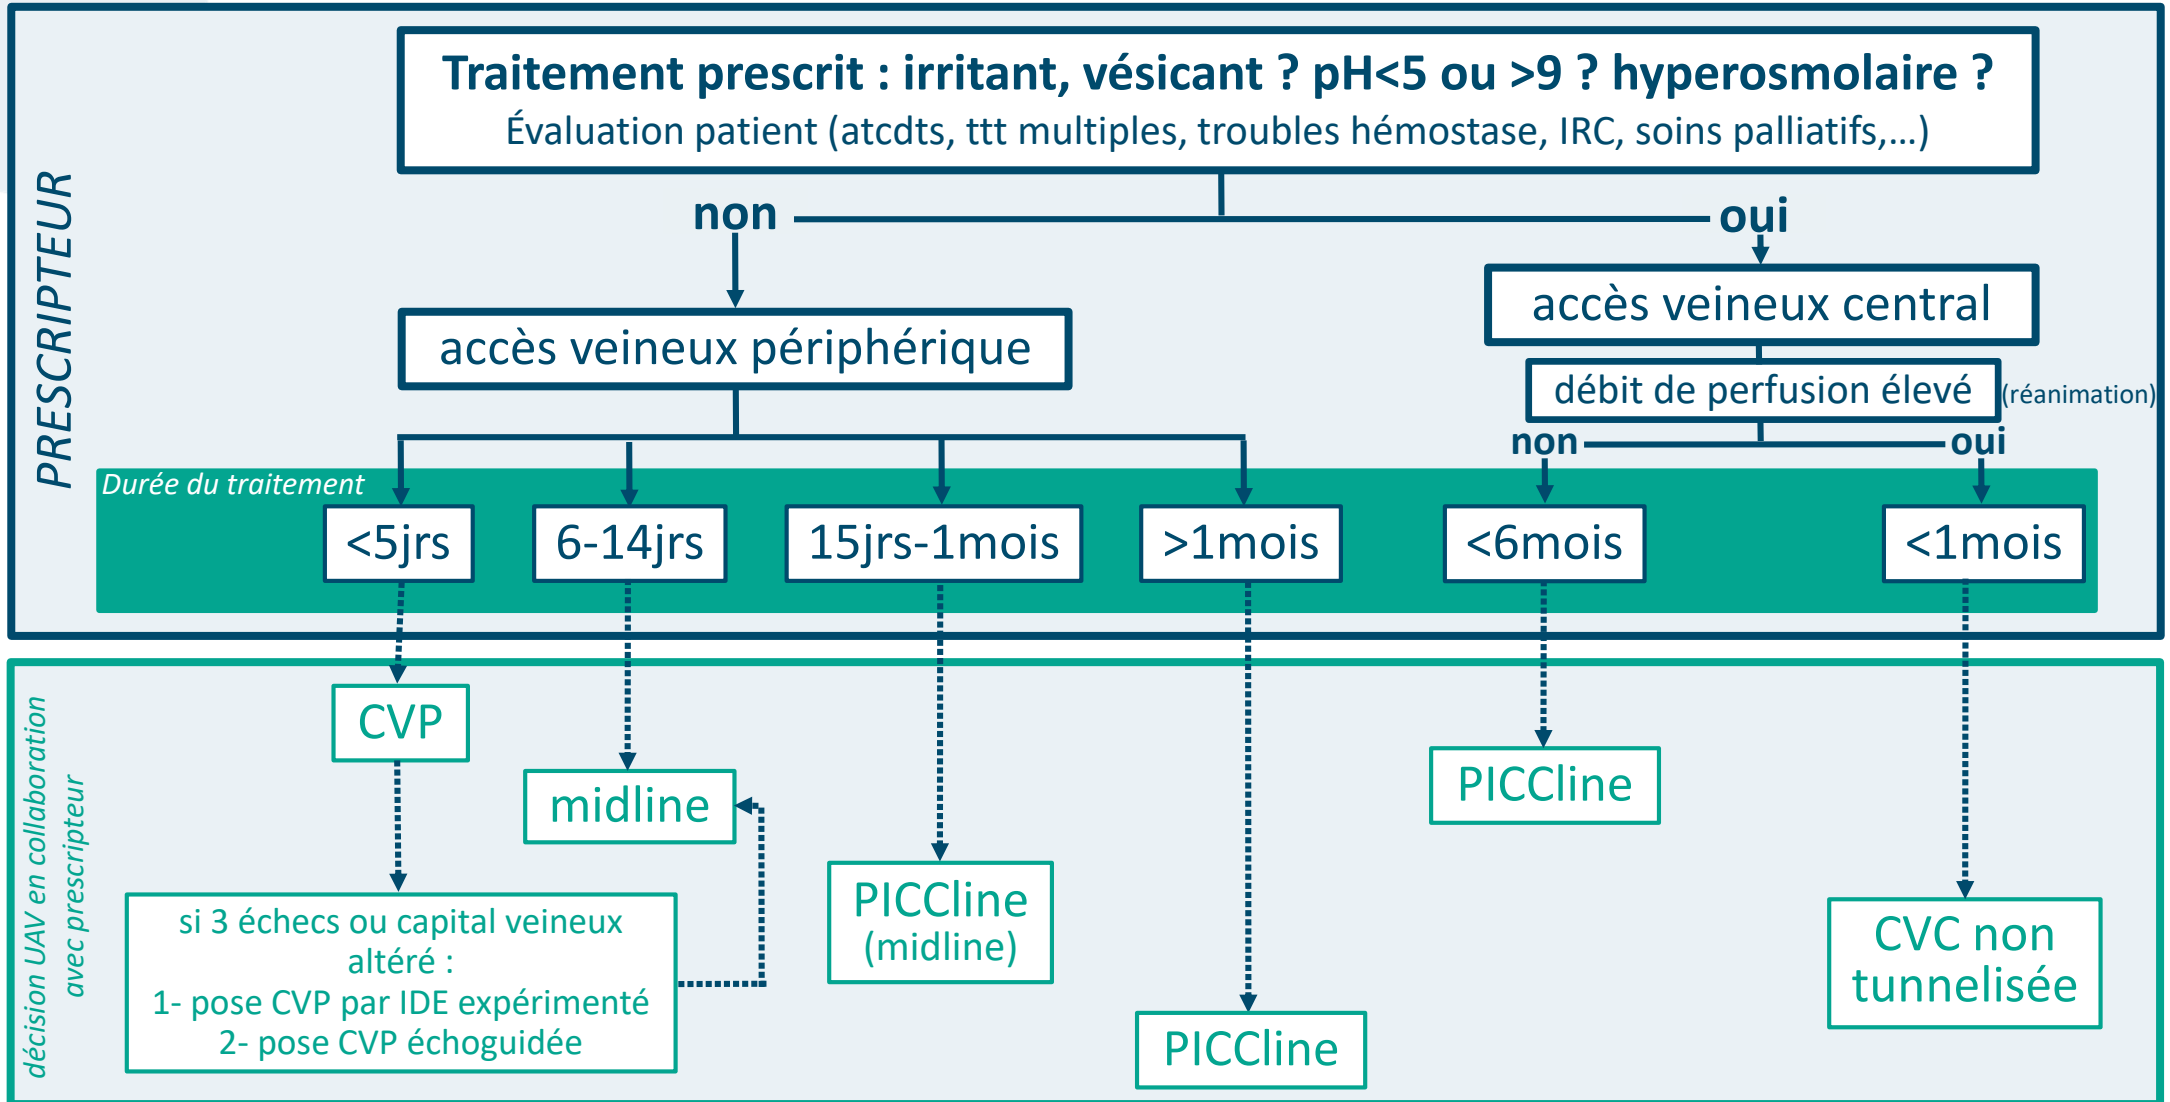 Traitement prescrit : irritant, vésicant ? pH<5 ou >9 ? hyperosmolaire ?
Évaluation patient (atcdts, ttt multiples, troubles hémostase, IRC, soins palliatifs,...)
PRESCRIPTEUR
non
oui
accès veineux périphérique
accès veineux central
débit de perfusion élevé
(réanimation)
non
oui
Durée du traitement
<5jrs
6-14jrs
15jrs-1mois
>1mois
<6mois
<1mois
décision UAV en collaboration
avec prescripteur
CVP
midline
PICCline
(midline)
PICCline
PICCline
CVC non
tunnelisée
si 3 échecs ou capital veineux
altéré :
1- pose CVP par IDE expérimenté
2- pose CVP échoguidée